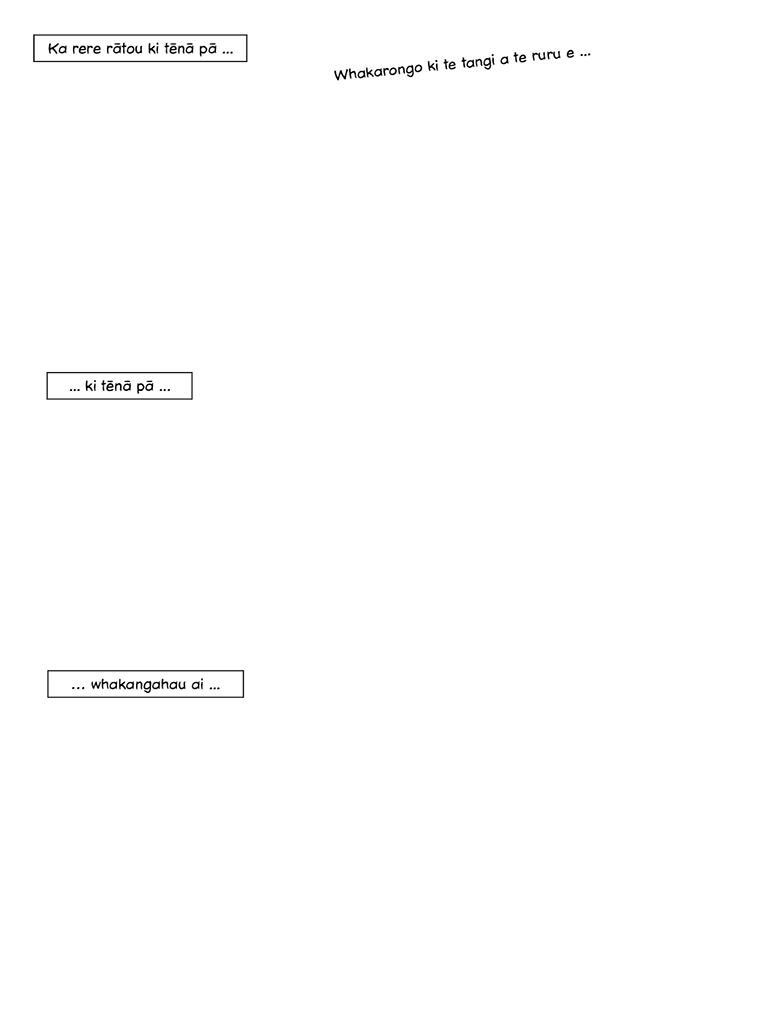 Ka rere rātou ki tēnā pā ...
Whakarongo ki te tangi a te ruru e ...
... ki tēnā pā ...
... whakangahau ai ...